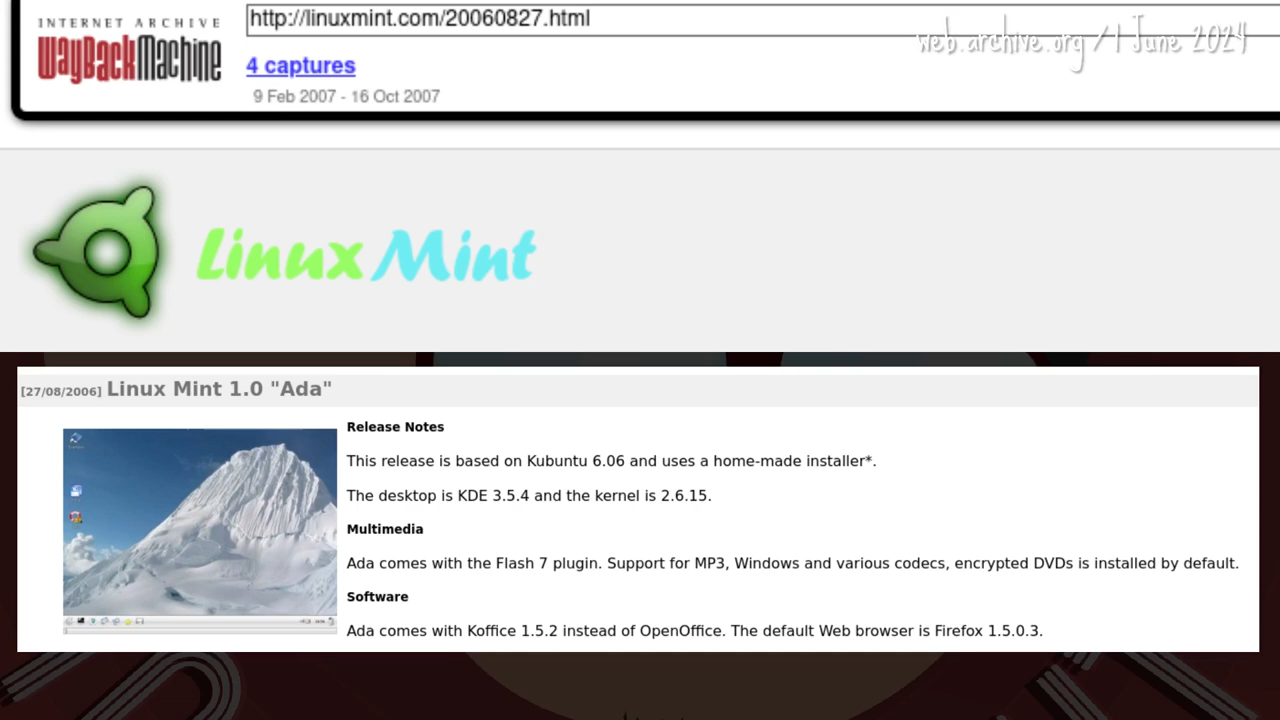 http://linuxmint.com/20060827.html
INTERNET ARCHIVE
WayBackMachine
web.archive.org / 1 June 2024
4 captures
9 Feb 2007 - 16 Oct 2007
Linux Mint
[27/08/2006] Linux Mint 1.0 "Ada"
Release Notes
This release is based on Kubuntu 6.06 and uses a home-made installer*.
The desktop is KDE 3.5.4 and the kernel is 2.6.15.
Multimedia
Ada comes with the Flash 7 plugin. Support for MP3, Windows and various codecs, encrypted DVDs is installed by default.
Software
Ada comes with Koffice 1.5.2 instead of OpenOffice. The default Web browser is Firefox 1.5.0.3.